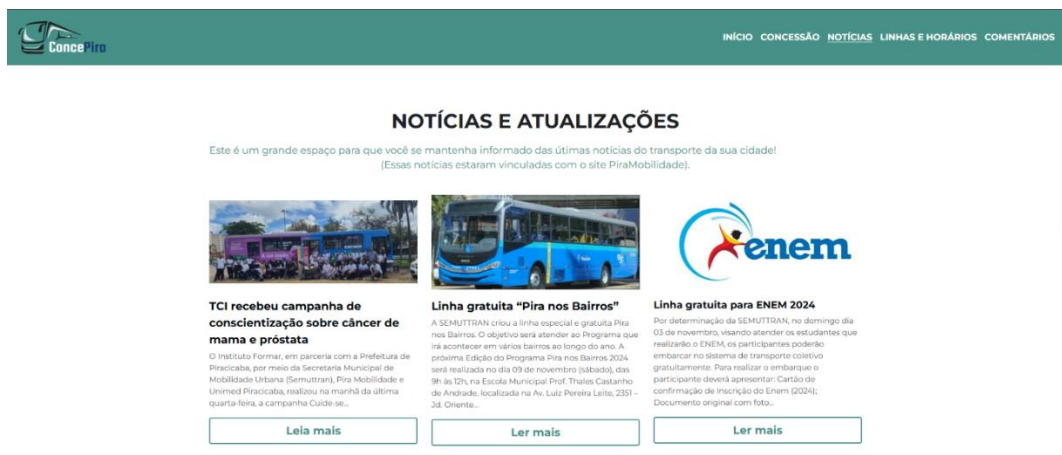 ConcePira
INÍCIO CONCESSÃO NOTÍCIAS LINHAS E HORÁRIOS COMENTÁRIOS
NOTÍCIAS E ATUALIZAÇÕES
Este é um grande espaço para que você se mantenha informado das útimas notícias do transporte da sua cidade!
(Essas notícias estaram vinculadas com o site PiraMobilidade).
enem
TCI recebeu campanha de
conscientização sobre câncer de
mama e próstata
O Instituto Formar, em parceria com a Prefeitura de
Piracicaba, por meio da Secretaria Municipal de
Mobilidade Urbana (Semuttran), Pira Mobilidade e
Unimed Piracicaba, realizou na manhã da última
quarta-feira, a campanha Cuide-se...
Leia mais
Linha gratuita “Pira nos Bairros”
A SEMUTTRAN criou a linha especial e gratuita Pira
nos Bairros. O objetivo será atender ao Programa que
irá acontecer em vários bairros ao longo do ano. A
próxima Edição do Programa Pira nos Bairros 2024
será realizada no dia 09 de novembro (sábado), das
9h às 12h, na Escola Municipal Prof. Thales Castanho
de Andrade, localizada na Av. Luiz Pereira Leite, 2351 –
Jd. Oriente...
Ler mais
Linha gratuita para ENEM 2024
Por determinação da SEMUTTRAN, no domingo dia
03 de novembro, visando atender os estudantes que
realizarão o ENEM, os participantes poderão
embarcar no sistema de transporte coletivo
gratuitamente. Para realizar o embarque o
participante deverá apresentar: Cartão de
confirmação de Inscrição do Enem (2024);
Documento original com foto...
Ler mais